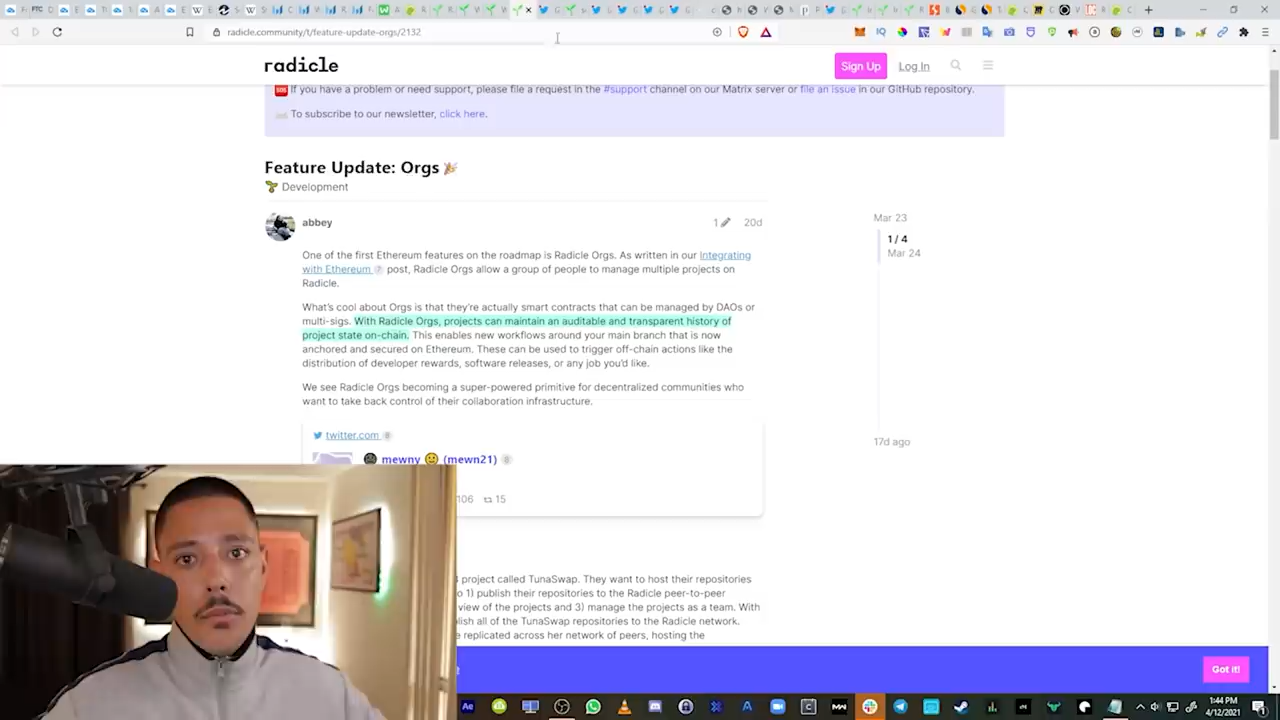 radicle.community/t/feature-update-orgs/2132
radicle
Sign Up
Log In
SOS If you have a problem or need support, please file a request in the #support channel on our Matrix server or file an issue in our GitHub repository.
To subscribe to our newsletter, click here.
Feature Update: Orgs
Development
abbey
1
20d
One of the first Ethereum features on the roadmap is Radicle Orgs. As written in our Integrating
with Ethereum post, Radicle Orgs allow a group of people to manage multiple projects on
Radicle.
What's cool about Orgs is that they're actually smart contracts that can be managed by DAOs or
multi-sigs. With Radicle Orgs, projects can maintain an auditable and transparent history of
project state on-chain. This enables new workflows around your main branch that is now
anchored and secured on Ethereum. These can be used to trigger off-chain actions like the
distribution of developer rewards, software releases, or any job you'd like.
We see Radicle Orgs becoming a super-powered primitive for decentralized communities who
want to take back control of their collaboration infrastructure.
twitter.com
mewny (mewn21)
106 15
project called TunaSwap. They want to host their repositories
o 1) publish their repositories to the Radicle peer-to-peer
view of the projects and 3) manage the projects as a team. With
lish all of the TunaSwap repositories to the Radicle network.
e replicated across her network of peers, hosting the
Mar 23
1 / 4
Mar 24
17d ago
Got it!
1:44 PM
4/12/2021